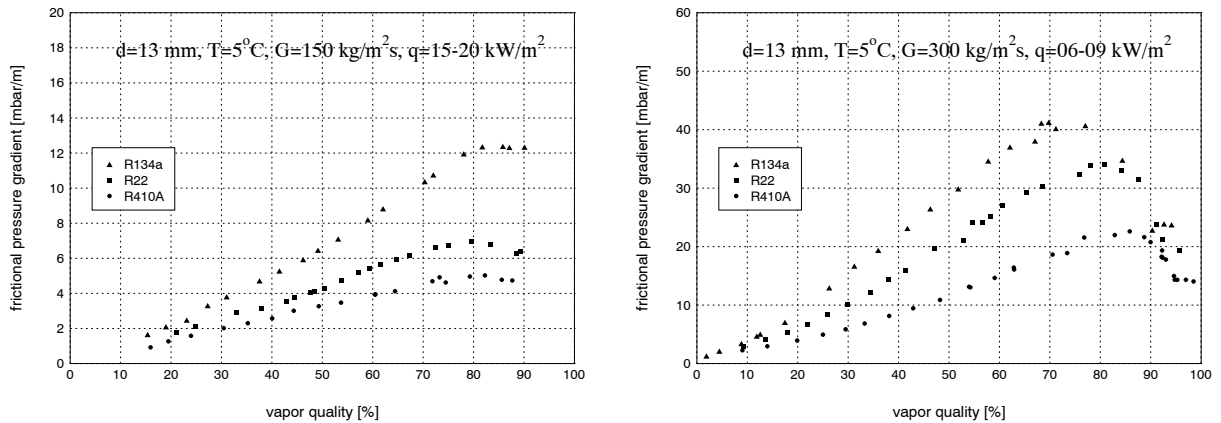 d=13 mm, T=5°C, G=150 kg/m²s, q=15-20 kW/m²
frictional pressure gradient [mbar/m]
20
18
16
14
12
10
8
6
4
2
0
R134a
R22
R410A
0 10 20 30 40 50 60 70 80 90 100
vapor quality [%]
d=13 mm, T=5°C, G=300 kg/m²s, q=06-09 kW/m²
frictional pressure gradient [mbar/m]
60
50
40
30
20
10
0
R134a
R22
R410A
0 10 20 30 40 50 60 70 80 90 100
vapor quality [%]